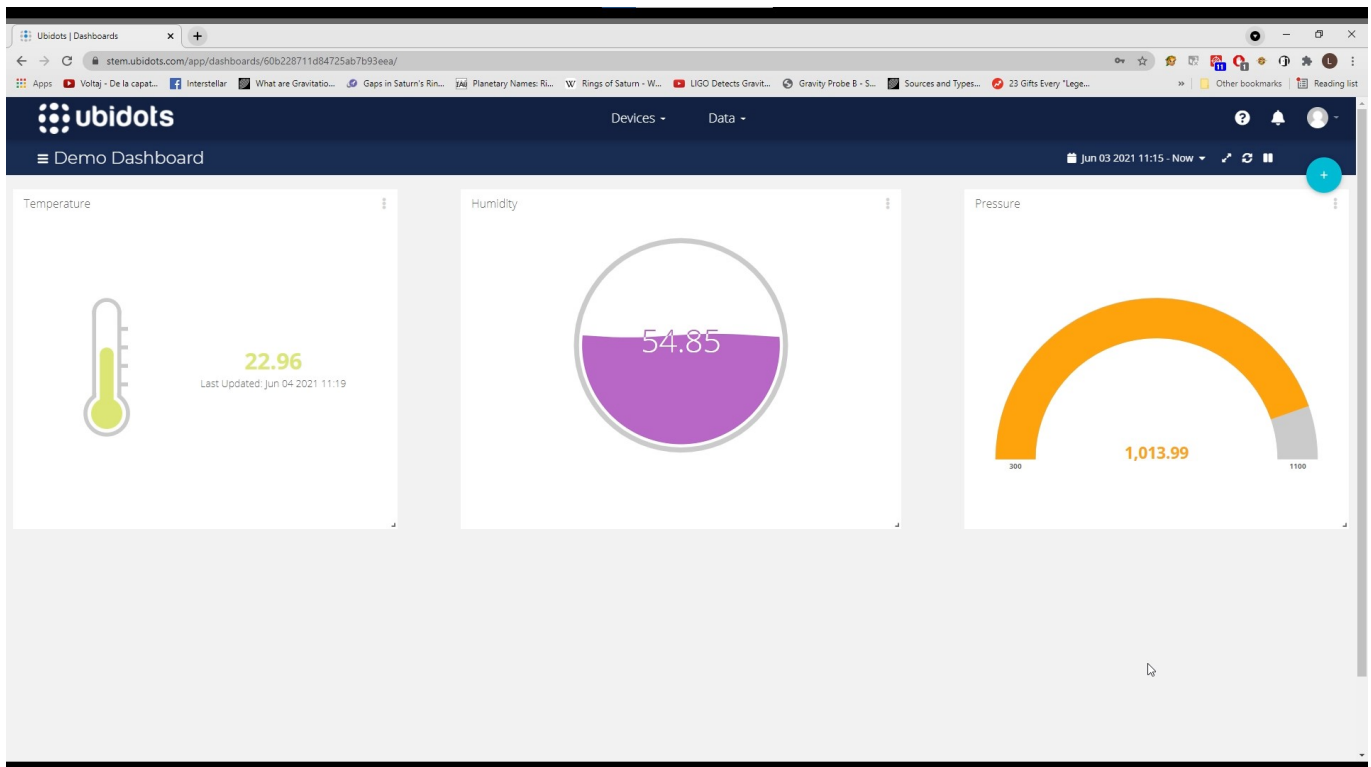 Ubidots | Dashboards
stem.ubidots.com/app/dashboards/60b228711d84725ab7b93eea/
Apps Voltaj - De la capat... Interstellar What are Gravitatio... Gaps in Saturn's Rin... Planetary Names: Ri... Rings of Saturn - W... LIGO Detects Gravit... Gravity Probe B - S... Sources and Types... 23 Gifts Every "Lege... » Other bookmarks Reading list
ubidots Devices Data
Demo Dashboard Jun 03 2021 11:15 - Now
Temperature Humidity Pressure
54.85
22.96
Last Updated: Jun 04 2021 11:19
1,013.99
300 1100